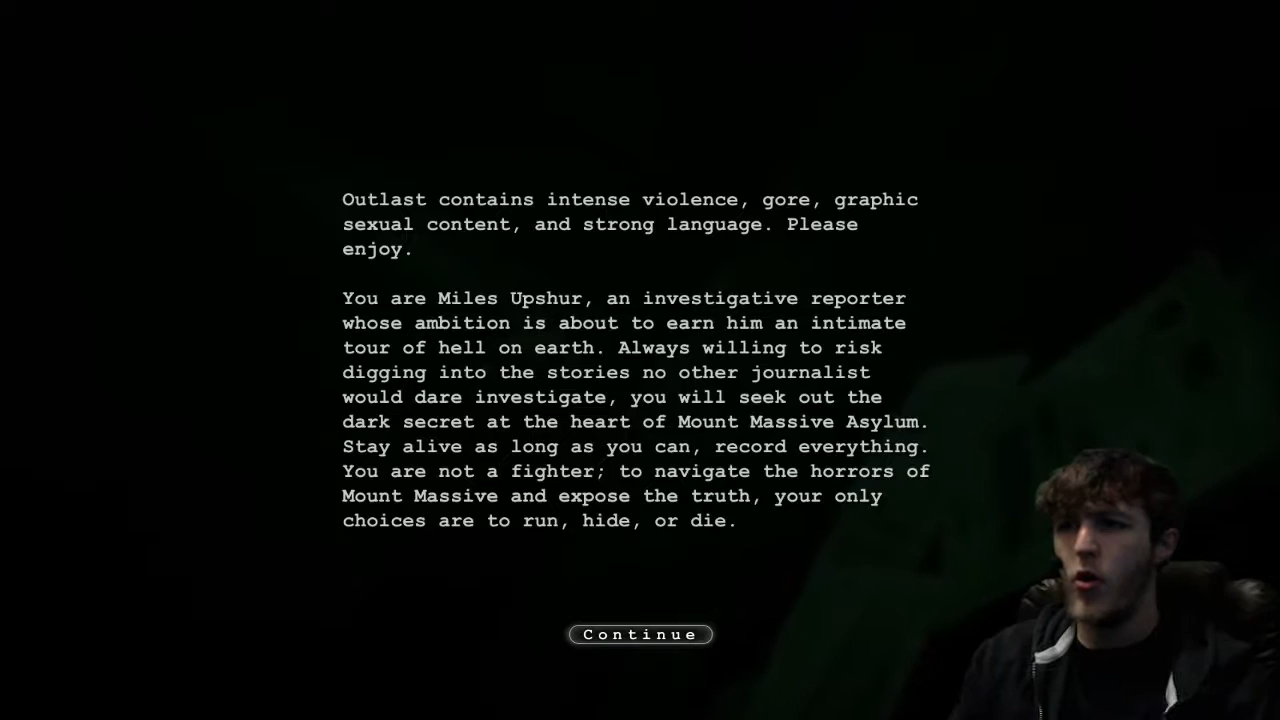 Outlast contains intense violence, gore, graphic
sexual content, and strong language. Please
enjoy.
You are Miles Upshur, an investigative reporter
whose ambition is about to earn him an intimate
tour of hell on earth. Always willing to risk
digging into the stories no other journalist
would dare investigate, you will seek out the
dark secret at the heart of Mount Massive Asylum.
Stay alive as long as you can, record everything.
You are not a fighter; to navigate the horrors of
Mount Massive and expose the truth, your only
choices are to run, hide, or die.
Continue